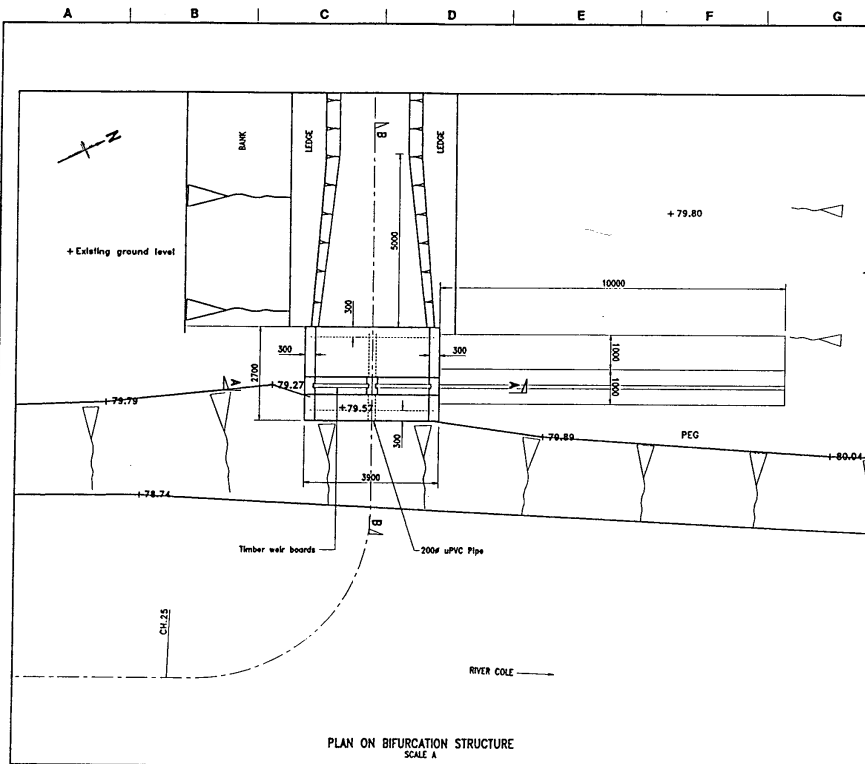 A B C D E F G
N
BANK
LEDGE
B
LEDGE
+79.80
+Existing ground level
5000
10000
300
300
300
1000
1000
2700
A
79.27
A
79.79
+79.57
300
79.89
PEG
80.04
3900
78.74
B
Timber weir boards
200ø uPVC Pipe
CH.25
RIVER COLE
PLAN ON BIFURCATION STRUCTURE
SCALE A